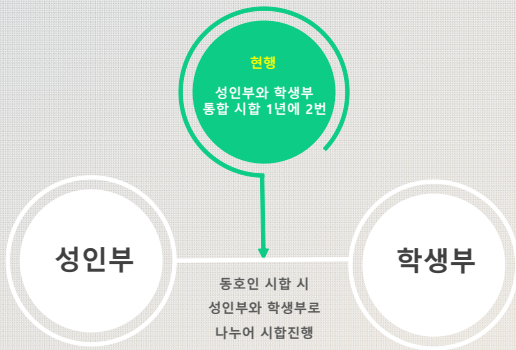 현행
성인부와 학생부
통합 시합 1년에 2번
성인부
학생부
동호인 시합 시
성인부와 학생부로
나누어 시합진행